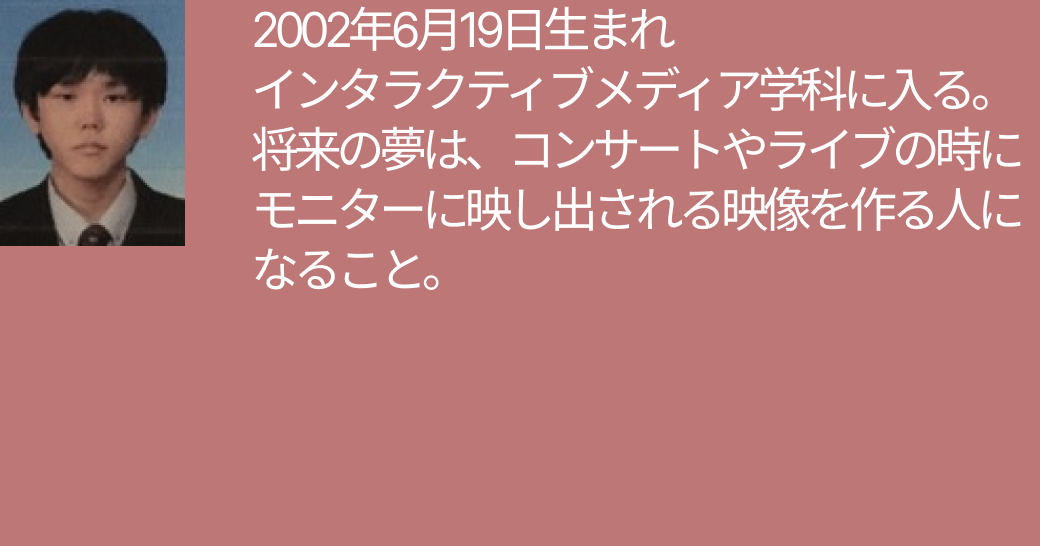 2002年6月19日生まれ
インタラクティブメディア学科に入る。
将来の夢は、コンサートやライブの時に
モニターに映し出される映像を作る人に
なること。